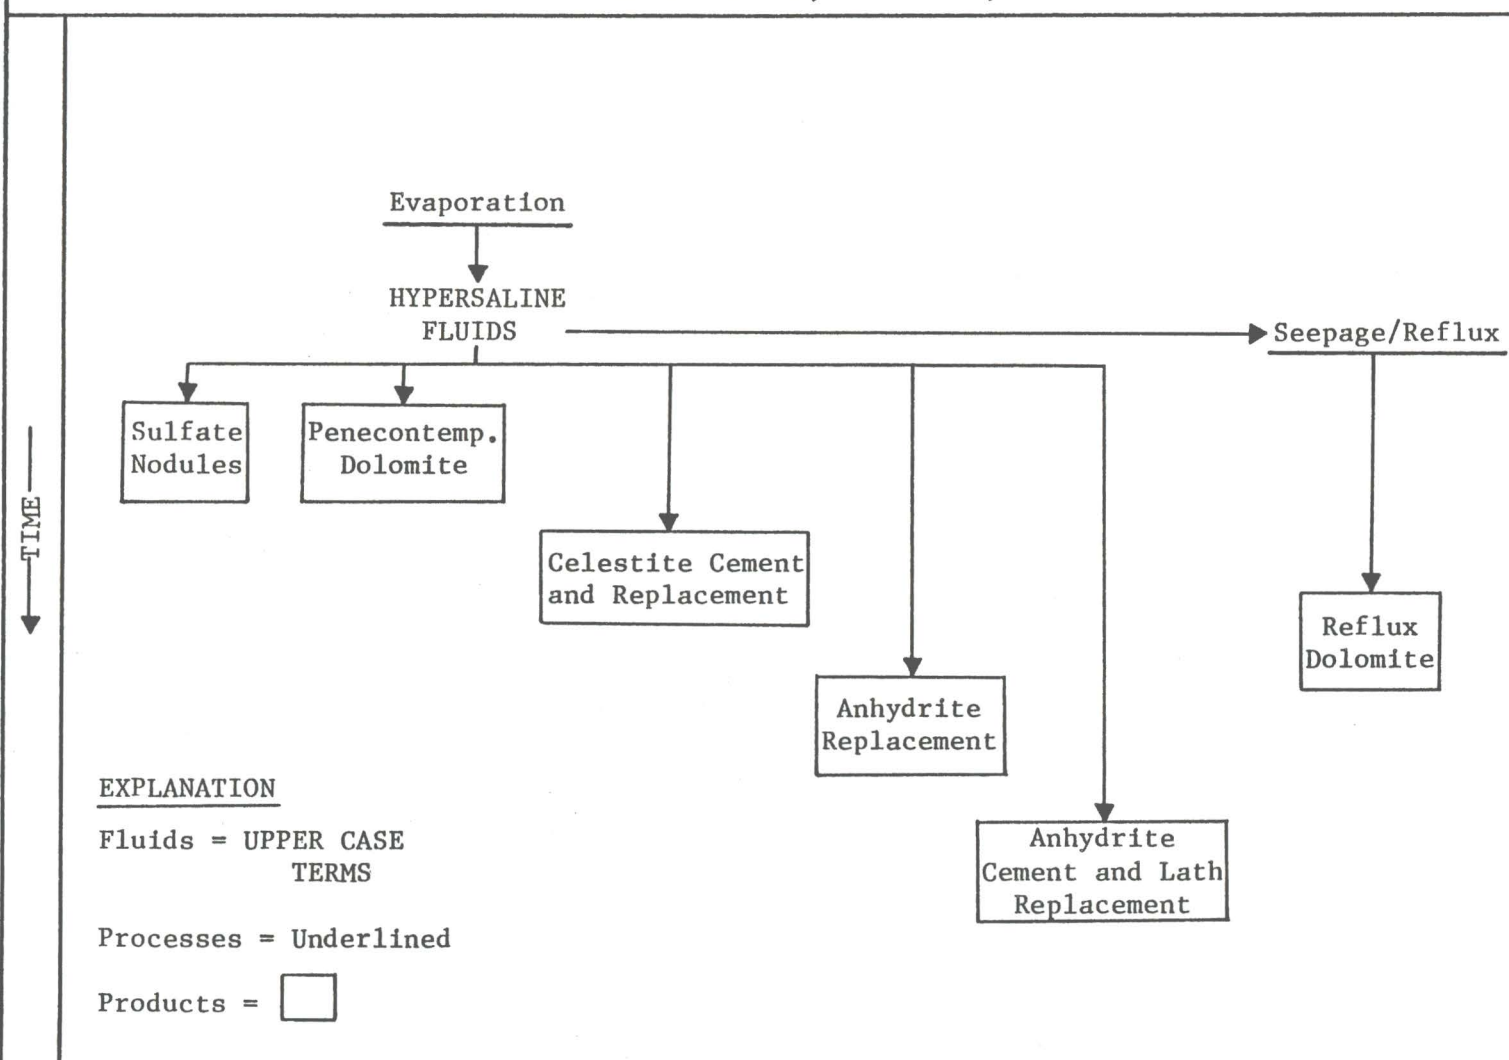 Evaporation
HYPERSALINE
FLUIDS
Seepage/Reflux
Sulfate
Nodules
Penecontemp.
Dolomite
TIME
Celestite Cement
and Replacement
Reflux
Dolomite
Anhydrite
Replacement
Anhydrite
Cement and Lath
Replacement
EXPLANATION
Fluids = UPPER CASE
TERMS
Processes = Underlined
Products =